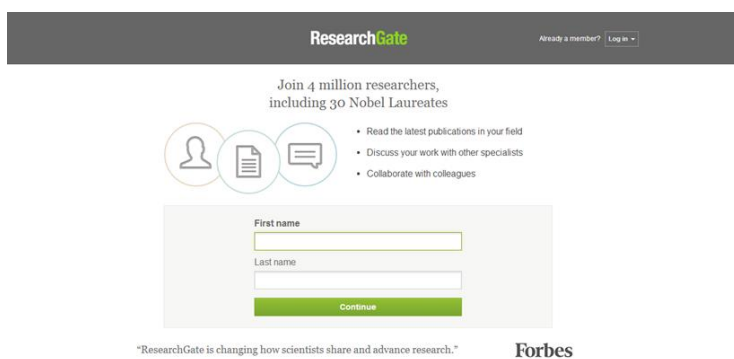 ResearchGate
Already a member? Log in
Join 4 million researchers,
including 30 Nobel Laureates
• Read the latest publications in your field
• Discuss your work with other specialists
• Collaborate with colleagues
First name
Last name
Continue
“ResearchGate is changing how scientists share and advance research.”
Forbes